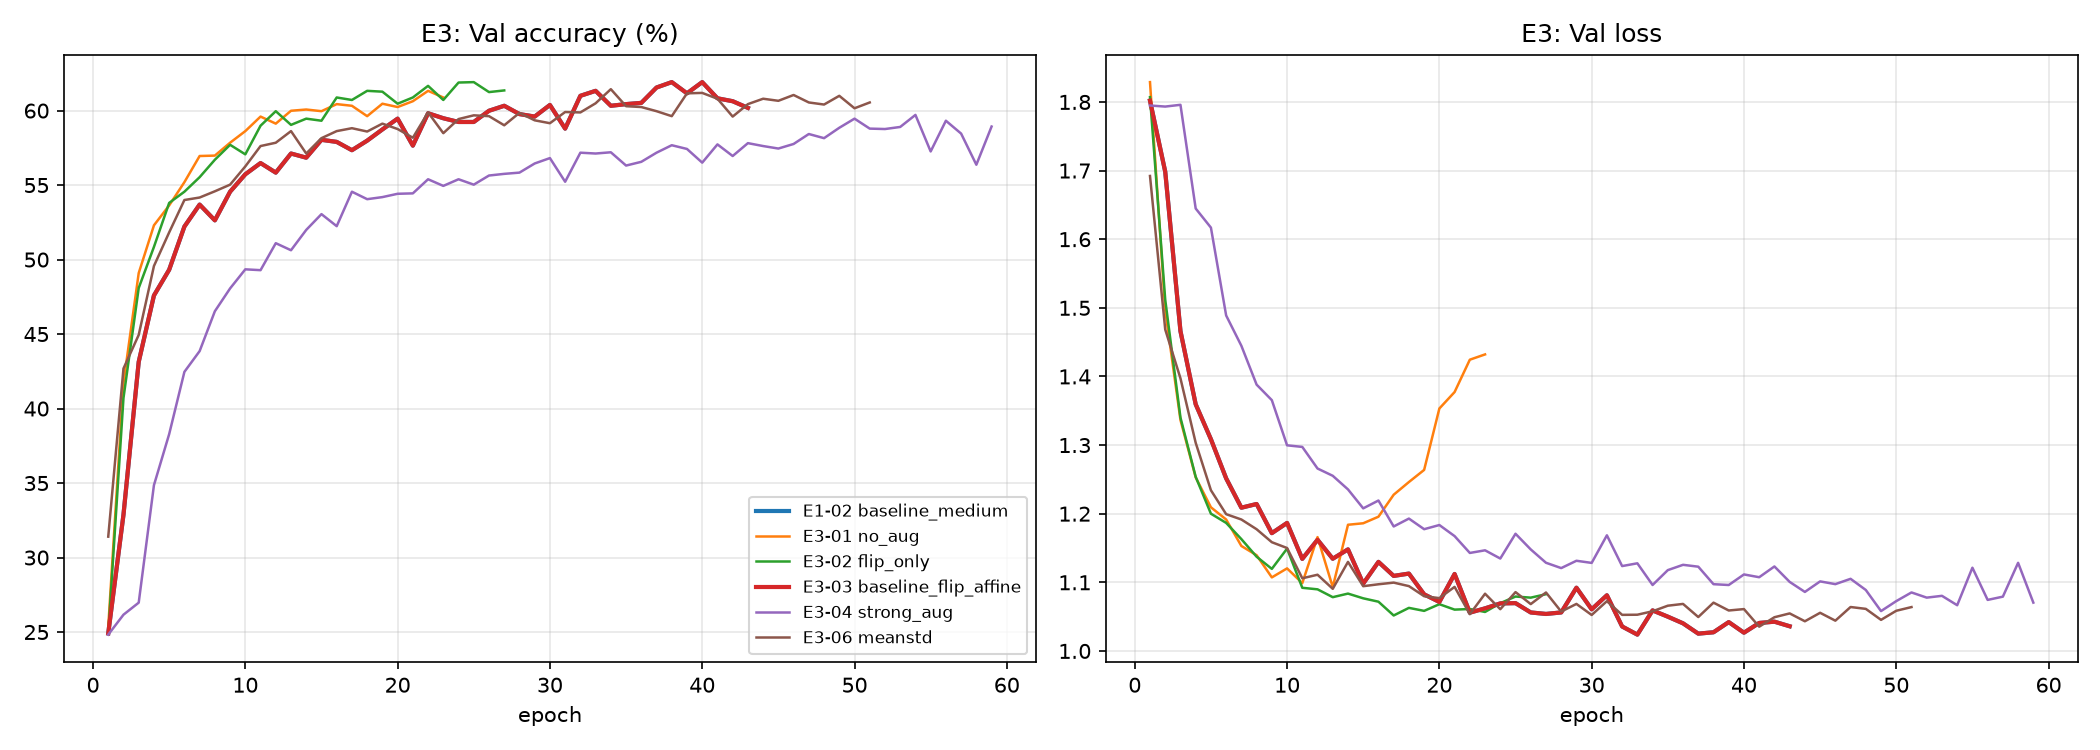 E3: Val accuracy (%)
60
55
50
45
40
35
30
25
0 10 20 30 40 50 60
epoch
E1-02 baseline_medium
E3-01 no_aug
E3-02 flip_only
E3-03 baseline_flip_affine
E3-04 strong_aug
E3-06 meanstd
E3: Val loss
1.8
1.7
1.6
1.5
1.4
1.3
1.2
1.1
1.0
0 10 20 30 40 50 60
epoch